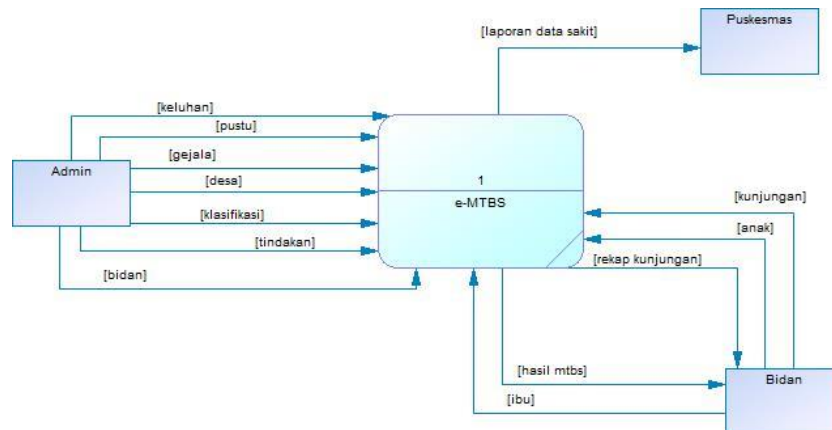 [laporan data sakit]
Puskesmas
[keluhan]
[pustu]
[gejala]
Admin
[desa]
[klasifikasi]
[tindakan]
[bidan]
1
e-MTBS
[kunjungan]
[anak]
[rekap kunjungan]
[hasil mtbs]
Bidan
[ibu]